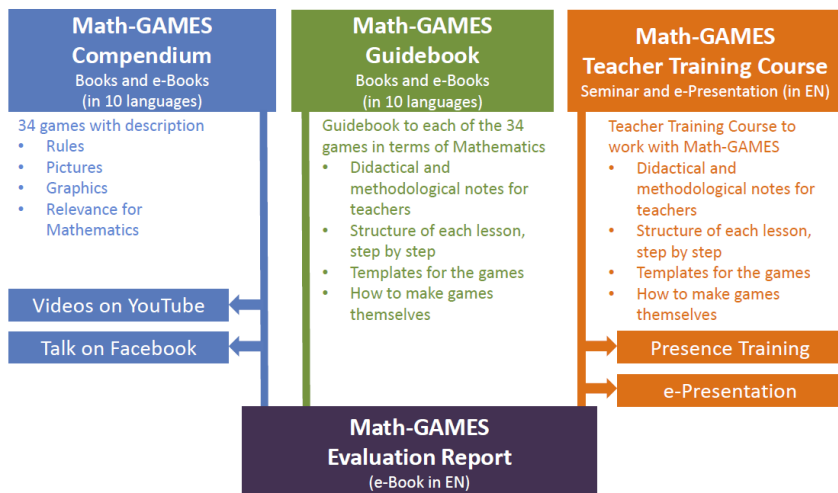 Math-GAMES
Compendium
Books and e-Books
(in 10 languages)
34 games with description
• Rules
• Pictures
• Graphics
• Relevance for
Mathematics
Videos on YouTube
Talk on Facebook
Math-GAMES
Guidebook
Books and e-Books
(in 10 languages)
Guidebook to each of the 34
games in terms of Mathematics
• Didactical and
methodological notes for
teachers
• Structure of each lesson,
step by step
• Templates for the games
• How to make games
themselves
Math-GAMES
Teacher Training Course
Seminar and e-Presentation (in EN)
Teacher Training Course to
work with Math-GAMES
• Didactical and
methodological notes for
teachers
• Structure of each lesson,
step by step
• Templates for the games
• How to make games
themselves
Presence Training
e-Presentation
Math-GAMES
Evaluation Report
(e-Book in EN)